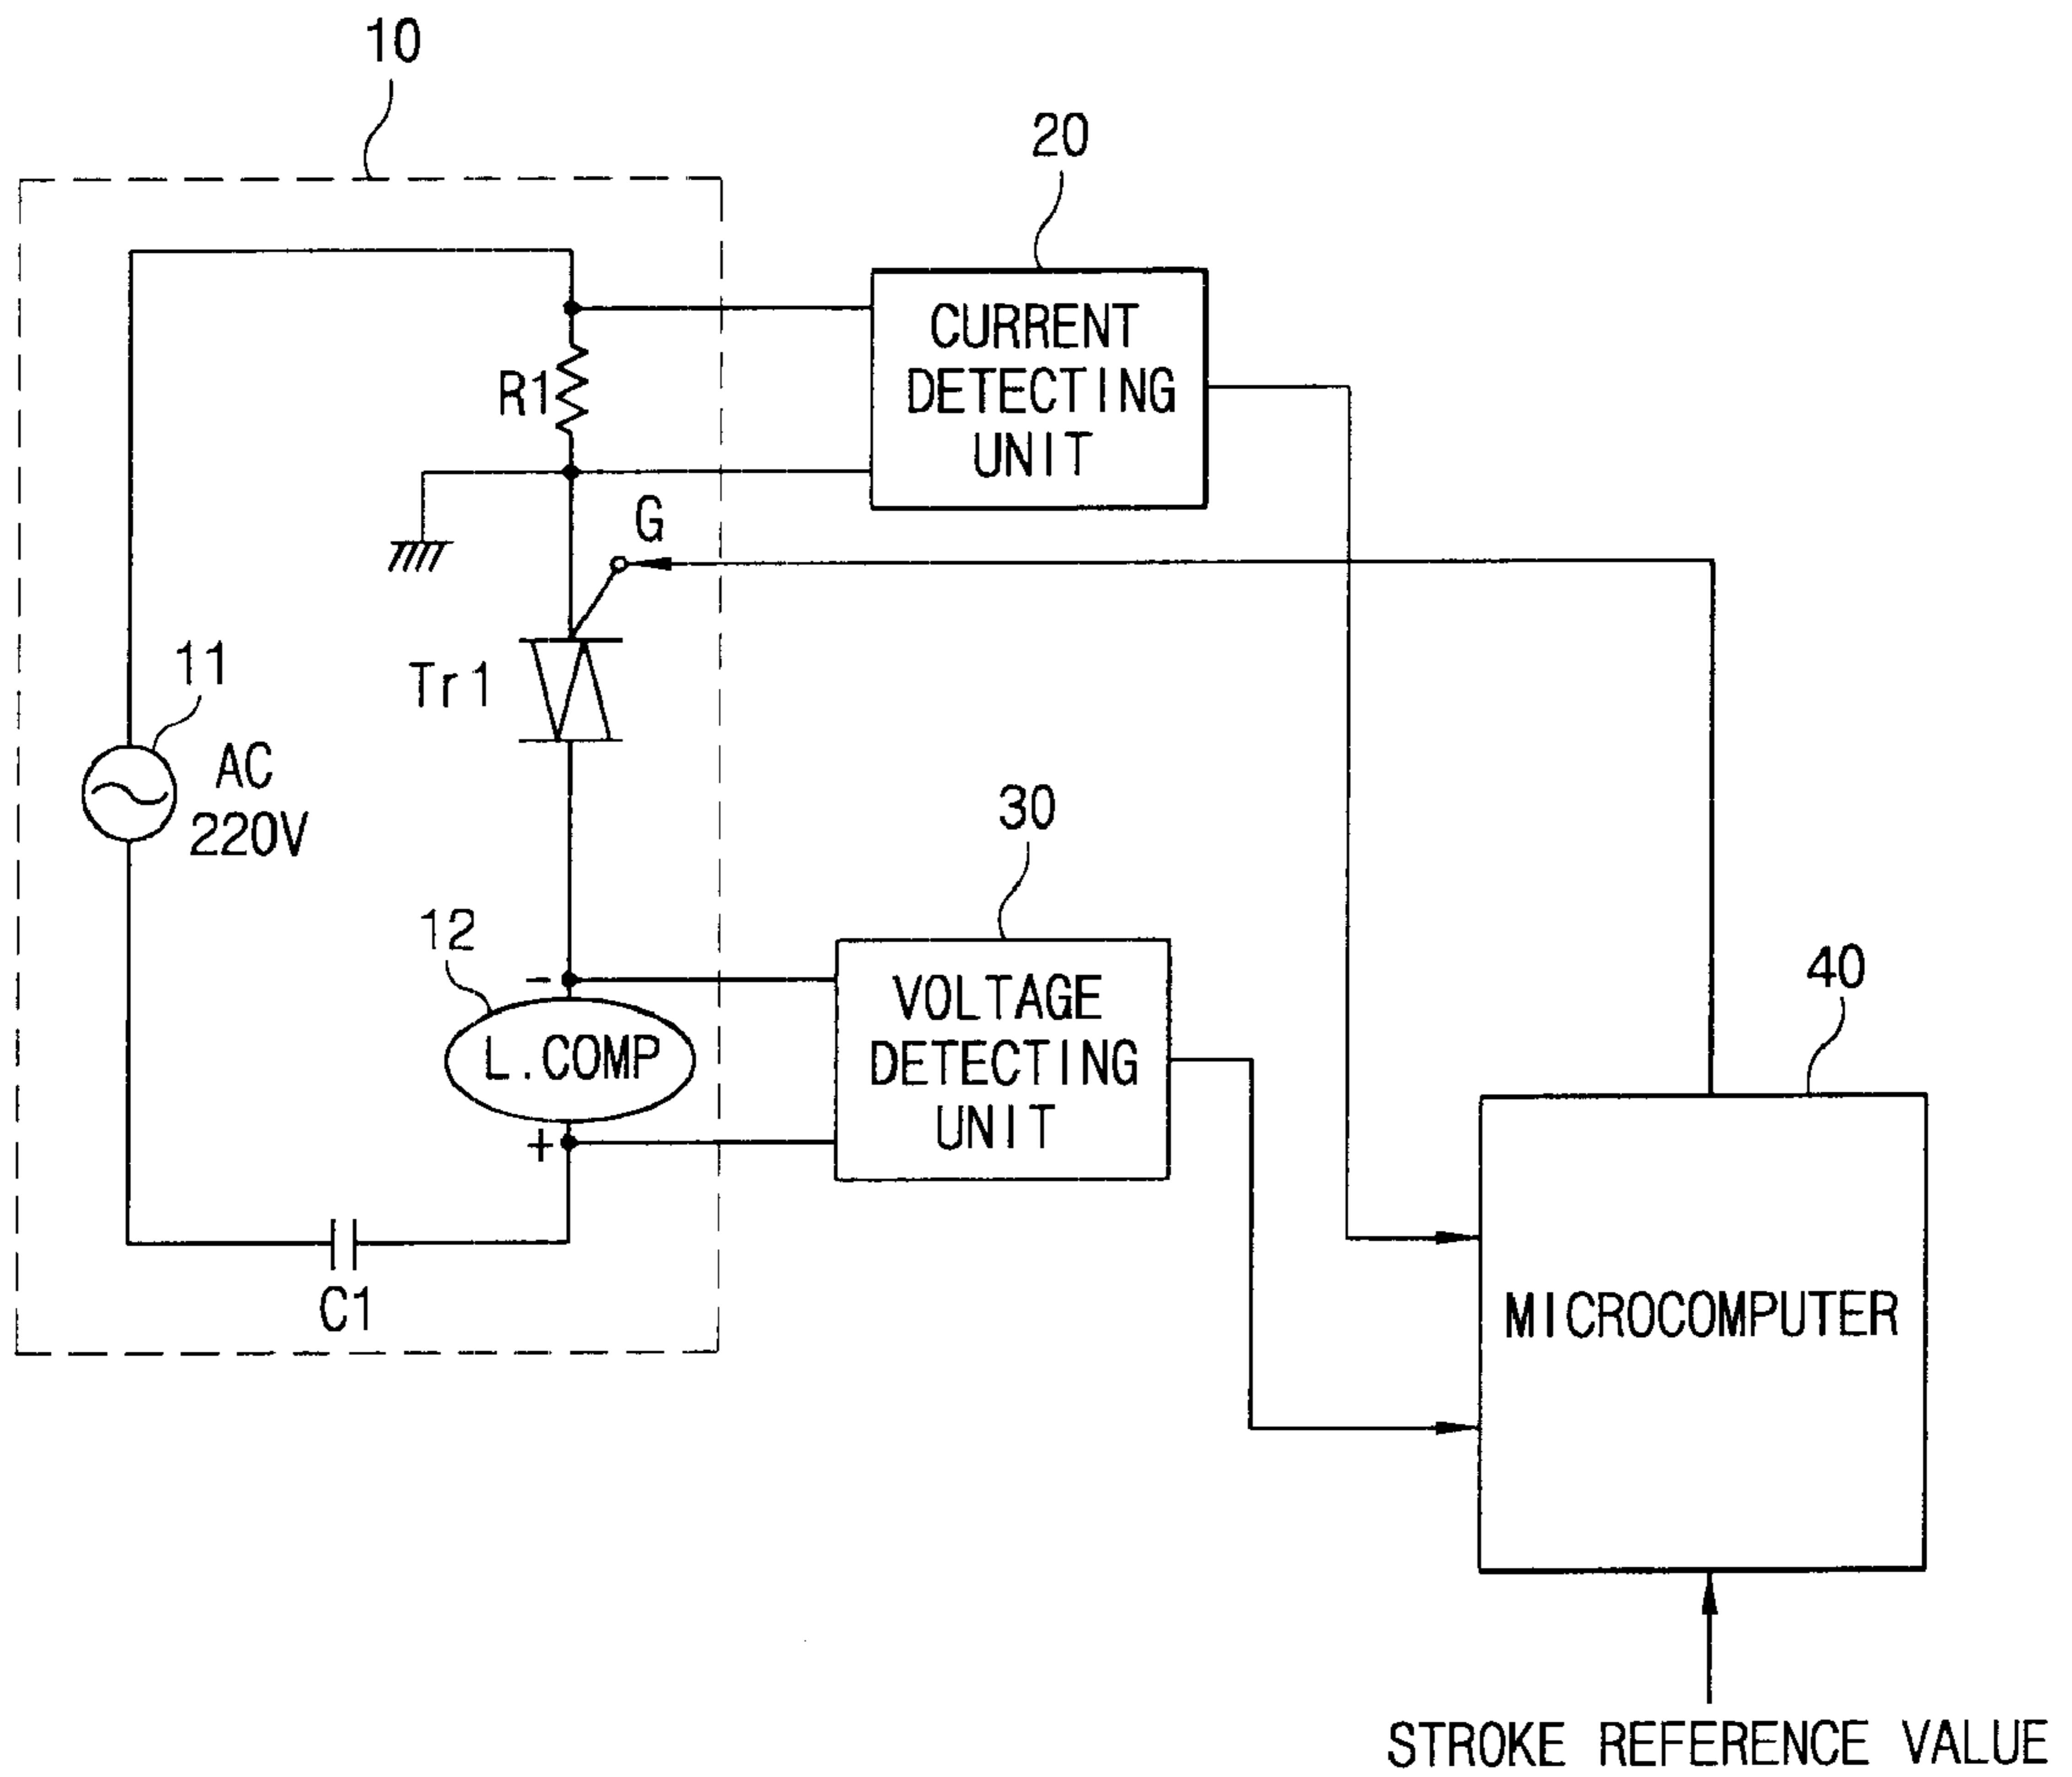 10
20
CURRENT
DETECTING
UNIT
R1
G
Tr1
11
AC
220V
30
12
-
L.COMP
+
VOLTAGE
DETECTING
UNIT
40
C1
MICROCOMPUTER
STROKE REFERENCE VALUE